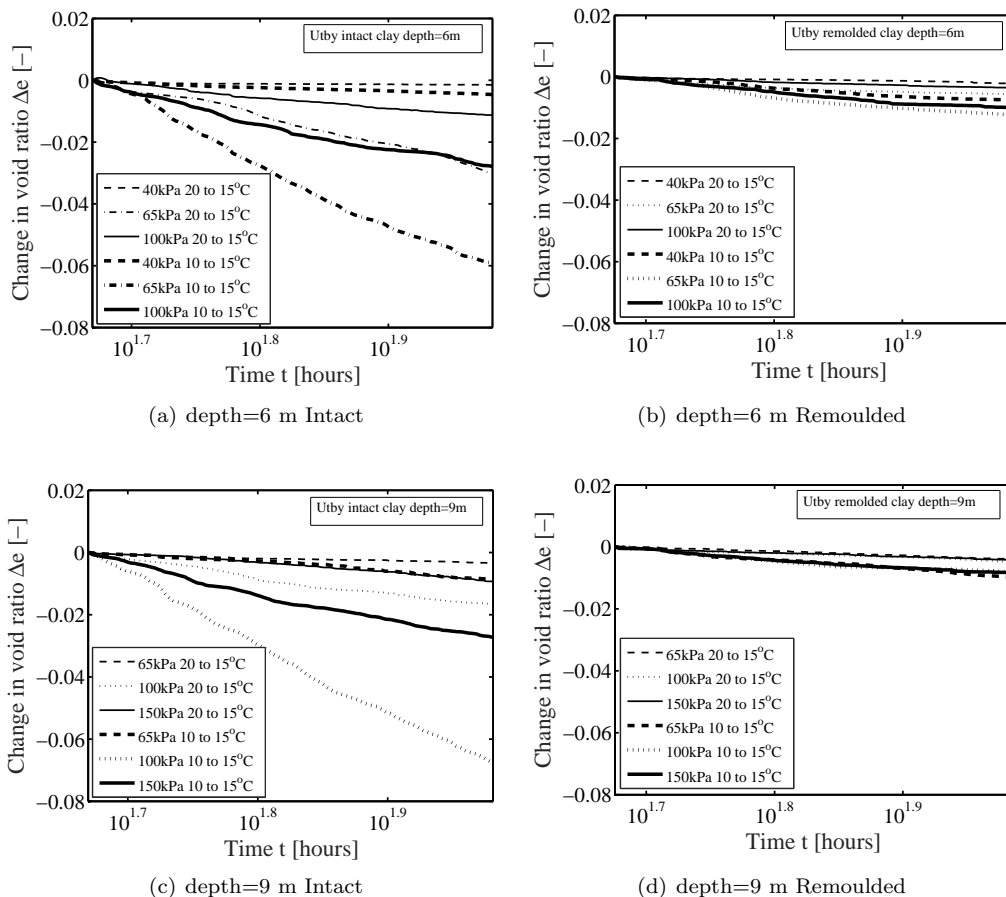 0.02
0
−0.02
−0.04
−0.06
−0.08
Change in void ratio Δe [−]
Utby intact clay depth=6m
40kPa 20 to 15°C
65kPa 20 to 15°C
100kPa 20 to 15°C
40kPa 10 to 15°C
65kPa 10 to 15°C
100kPa 10 to 15°C
10^1.7
10^1.8
10^1.9
Time t [hours]
(a) depth=6 m Intact
0.02
0
−0.02
−0.04
−0.06
−0.08
Change in void ratio Δe [−]
Utby remolded clay depth=6m
40kPa 20 to 15°C
65kPa 20 to 15°C
100kPa 20 to 15°C
40kPa 10 to 15°C
65kPa 10 to 15°C
100kPa 10 to 15°C
10^1.7
10^1.8
10^1.9
Time t [hours]
(b) depth=6 m Remoulded
0.02
0
−0.02
−0.04
−0.06
−0.08
Change in void ratio Δe [−]
Utby intact clay depth=9m
65kPa 20 to 15°C
100kPa 20 to 15°C
150kPa 20 to 15°C
65kPa 10 to 15°C
100kPa 10 to 15°C
150kPa 10 to 15°C
10^1.7
10^1.8
10^1.9
Time t [hours]
(c) depth=9 m Intact
0.02
0
−0.02
−0.04
−0.06
−0.08
Change in void ratio Δe [−]
Utby remolded clay depth=9m
65kPa 20 to 15°C
100kPa 20 to 15°C
150kPa 20 to 15°C
65kPa 10 to 15°C
100kPa 10 to 15°C
150kPa 10 to 15°C
10^1.7
10^1.8
10^1.9
Time t [hours]
(d) depth=9 m Remoulded